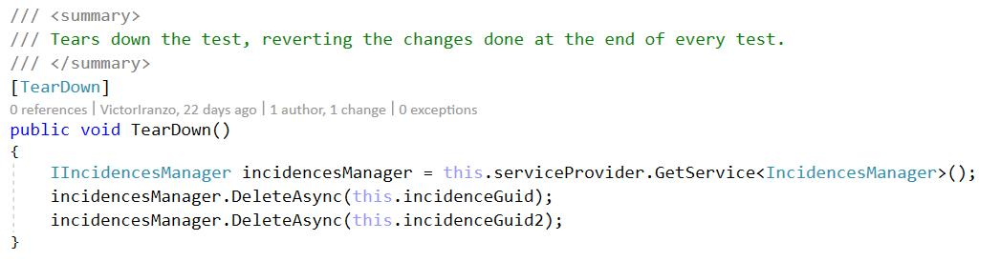 /// <summary>
/// Tears down the test, reverting the changes done at the end of every test.
/// </summary>
[TearDown]
0 references | VictorIranzo, 22 days ago | 1 author, 1 change | 0 exceptions
public void TearDown()
{
    IIncidencesManager incidencesManager = this.serviceProvider.GetService<IncidencesManager>();
    incidencesManager.DeleteAsync(this.incidenceGuid);
    incidencesManager.DeleteAsync(this.incidenceGuid2);
}